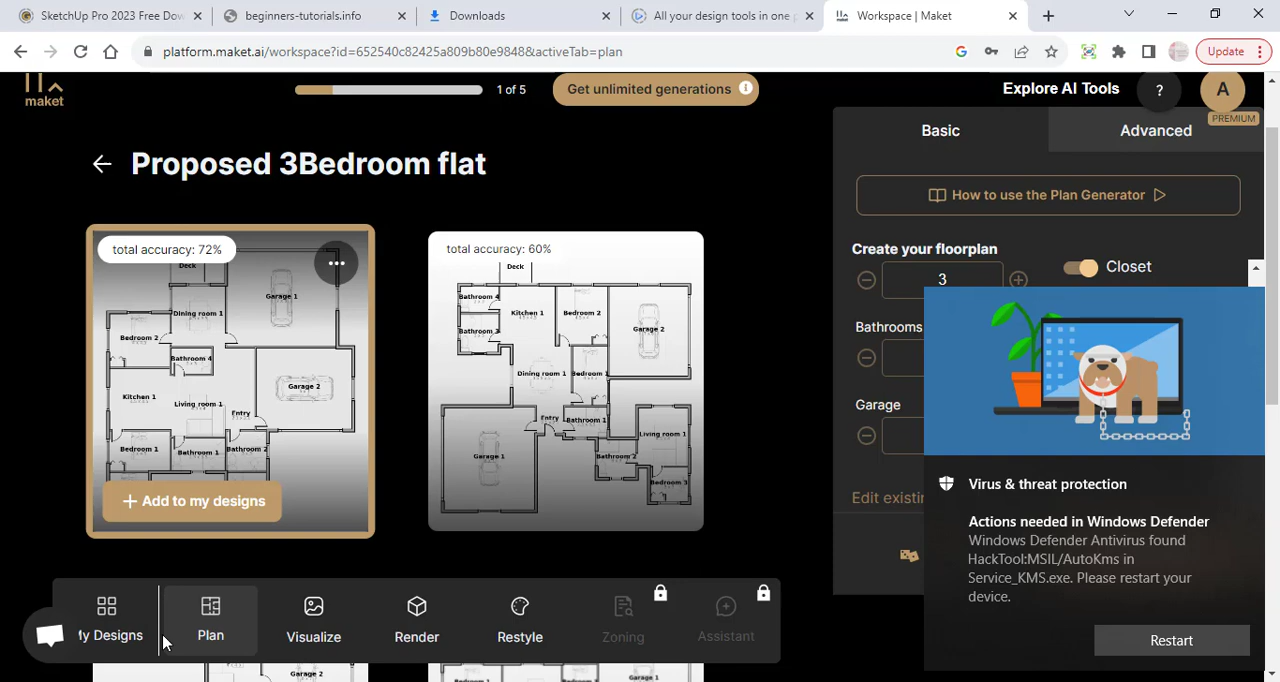 SketchUp Pro 2023 Free Dow
beginners-tutorials.info
Downloads
All your design tools in one p
Workspace | Maket
platform.maket.ai/workspace?id=652540c82425a809b80e9848&activeTab=plan
Update
maket
1 of 5
Get unlimited generations
Explore AI Tools
?
A
PREMIUM
Proposed 3Bedroom flat
Basic
Advanced
How to use the Plan Generator
Create your floorplan
3
Closet
Bathrooms
Garage
Edit existin
total accuracy: 72%
Deck
Garage 1
Dining room 1
Bedroom 2
Bathroom 4
Garage 2
Kitchen 1
Living room 1
Entry
Bedroom 1
Bathroom 1
Bathroom 2
+ Add to my designs
total accuracy: 60%
Deck
Bathroom 4
Kitchen 1
Bedroom 2
Garage 2
Bathroom 3
Dining room 1
Bedroom 1
Entry
Bathroom 1
Living room 1
Garage 1
Bathroom 2
Bedroom 3
Virus & threat protection
Actions needed in Windows Defender
Windows Defender Antivirus found
HackTool:MSIL/AutoKms in
Service_KMS.exe. Please restart your
device.
Restart
My Designs
Plan
Visualize
Render
Restyle
Zoning
Assistant
Garage 2